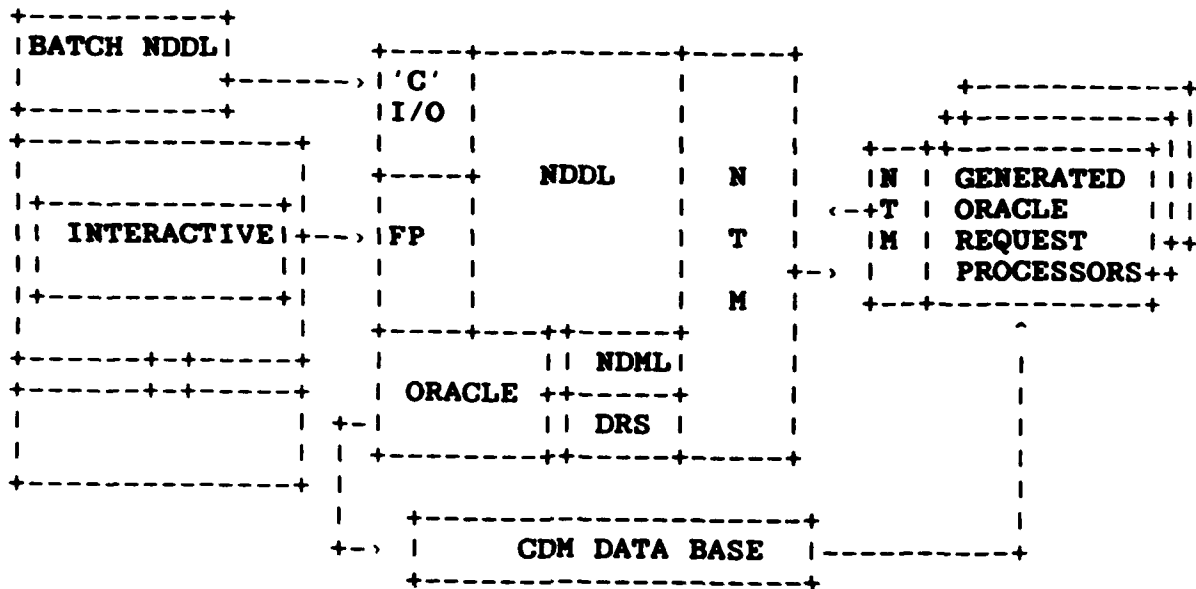 BATCH NDDL
'C'
I/O
NDDL
N
T
M
INTERACTIVE
FP
N
T
M
GENERATED
ORACLE
REQUEST
PROCESSORS
ORACLE
NDML
DRS
CDM DATA BASE